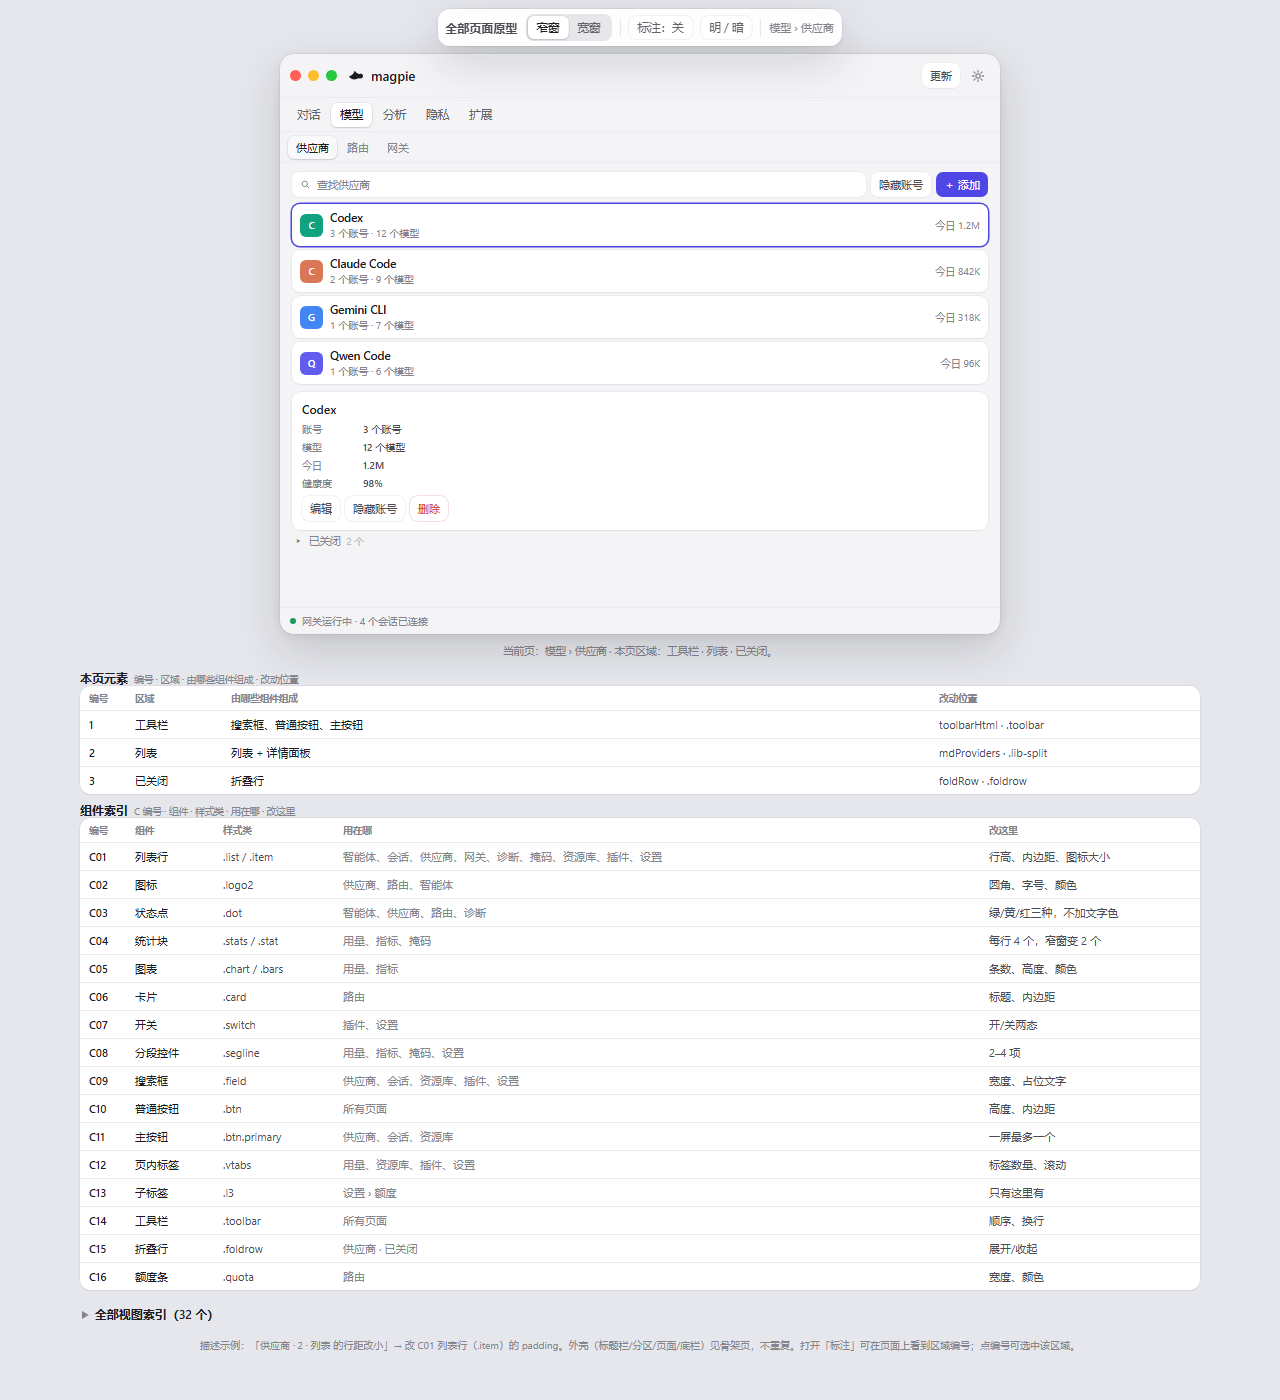 全部页面原型 窄窗 宽窗 标注：关 明 / 暗 模型 › 供应商
magpie 更新
对话 模型 分析 隐私 扩展
供应商 路由 网关
查找供应商 隐藏账号 + 添加
C Codex
3 个账号 · 12 个模型 今日 1.2M
C Claude Code
2 个账号 · 9 个模型 今日 842K
G Gemini CLI
1 个账号 · 7 个模型 今日 318K
Q Qwen Code
1 个账号 · 6 个模型 今日 96K
Codex
账号 3 个账号
模型 12 个模型
今日 1.2M
健康度 98%
编辑 隐藏账号 删除
▸ 已关闭 2 个
网关运行中 · 4 个会话已连接
当前页：模型 › 供应商 · 本页区域：工具栏 · 列表 · 已关闭。
本页元素 编号 · 区域 · 由哪些组件组成 · 改动位置
编号 区域 由哪些组件组成 改动位置
1 工具栏 搜索框、普通按钮、主按钮 toolbarHtml · .toolbar
2 列表 列表 + 详情面板 mdProviders · .lib-split
3 已关闭 折叠行 foldRow · .foldrow
组件索引 C 编号 · 组件 · 样式类 · 用在哪 · 改这里
编号 组件 样式类 用在哪 改这里
C01 列表行 .list / .item 智能体、会话、供应商、网关、诊断、掩码、资源库、插件、设置 行高、内边距、图标大小
C02 图标 .logo2 供应商、路由、智能体 圆角、字号、颜色
C03 状态点 .dot 智能体、供应商、路由、诊断 绿/黄/红三种，不加文字色
C04 统计块 .stats / .stat 用量、指标、掩码 每行 4 个，窄窗变 2 个
C05 图表 .chart / .bars 用量、指标 条数、高度、颜色
C06 卡片 .card 路由 标题、内边距
C07 开关 .switch 插件、设置 开/关两态
C08 分段控件 .segline 用量、指标、掩码、设置 2–4 项
C09 搜索框 .field 供应商、会话、资源库、插件、设置 宽度、占位文字
C10 普通按钮 .btn 所有页面 高度、内边距
C11 主按钮 .btn.primary 供应商、会话、资源库 一屏最多一个
C12 页内标签 .vtabs 用量、资源库、插件、设置 标签数量、滚动
C13 子标签 .l3 设置 › 额度 只有这里有
C14 工具栏 .toolbar 所有页面 顺序、换行
C15 折叠行 .foldrow 供应商 · 已关闭 展开/收起
C16 额度条 .quota 路由 宽度、颜色
▶ 全部视图索引（32 个）
描述示例：「供应商 · 2 · 列表 的行距改小」→ 改 C01 列表行（.item）的 padding。外壳（标题栏/分区/页面/底栏）见骨架页，不重复。打开「标注」可在页面上看到区域编号；点编号可选中该区域。